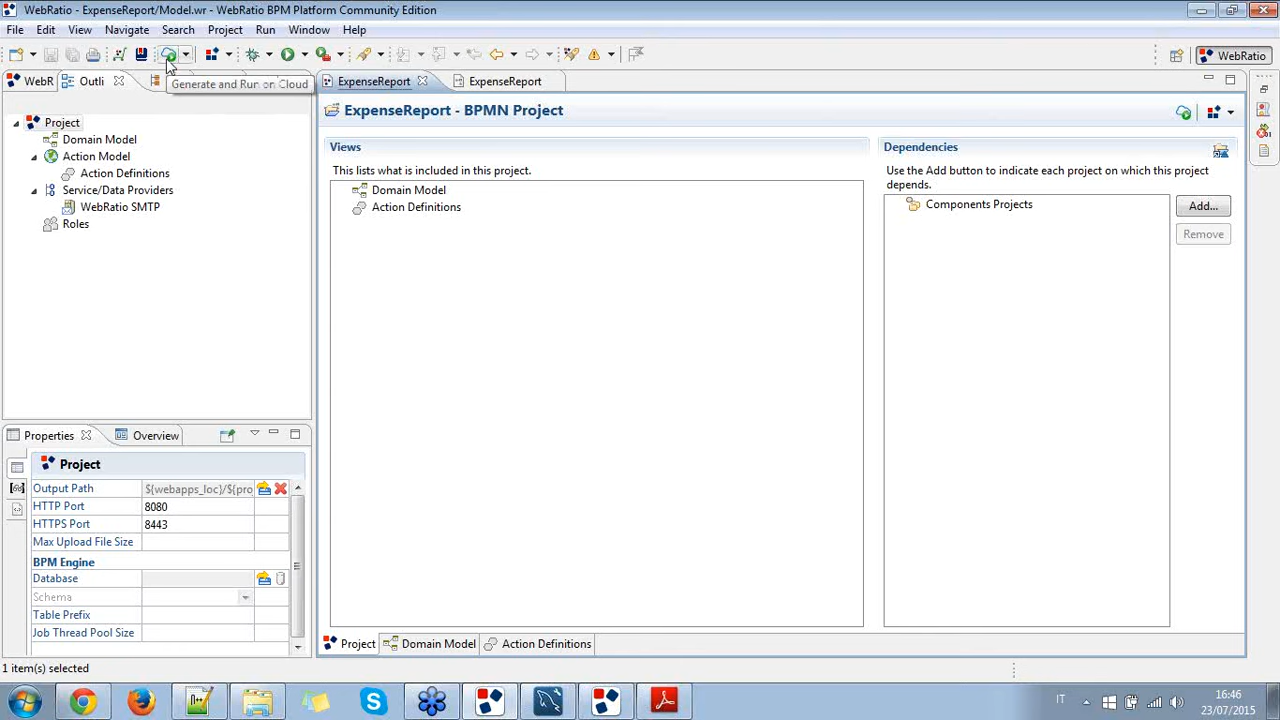 WebRatio - ExpenseReport/Model.wr - WebRatio BPM Platform Community Edition
File Edit View Navigate Search Project Run Window Help
WebRatio
Generate and Run on Cloud
WebR Outli
ExpenseReport ExpenseReport
Project
Domain Model
Action Model
Action Definitions
Service/Data Providers
WebRatio SMTP
Roles
ExpenseReport - BPMN Project
Views
This lists what is included in this project.
Domain Model
Action Definitions
Dependencies
Use the Add button to indicate each project on which this project
depends.
Components Projects
Add...
Remove
Properties Overview
Project
Output Path ${webapps_loc}/${pro
HTTP Port 8080
HTTPS Port 8443
Max Upload File Size
BPM Engine
Database
Schema
Table Prefix
Job Thread Pool Size
Project Domain Model Action Definitions
1 item(s) selected
IT
16:46
23/07/2015